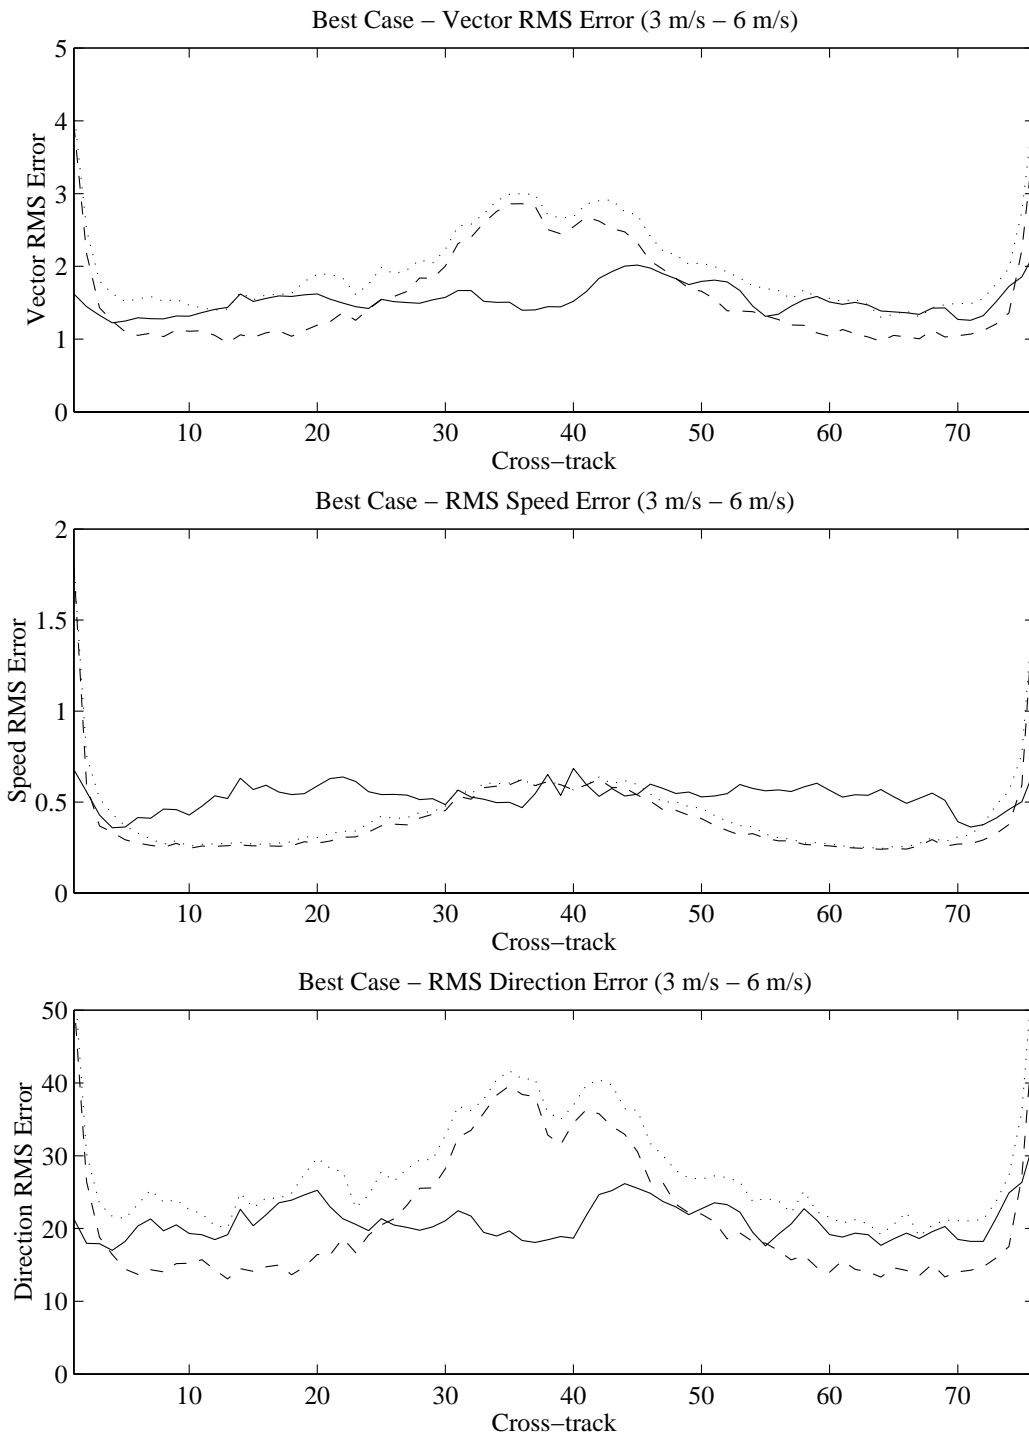 Best Case – Vector RMS Error (3 m/s – 6 m/s)
5
4
3
2
1
0
Vector RMS Error
10 20 30 40 50 60 70
Cross–track
Best Case – RMS Speed Error (3 m/s – 6 m/s)
2
1.5
1
0.5
0
Speed RMS Error
10 20 30 40 50 60 70
Cross–track
Best Case – RMS Direction Error (3 m/s – 6 m/s)
50
40
30
20
10
0
Direction RMS Error
10 20 30 40 50 60 70
Cross–track